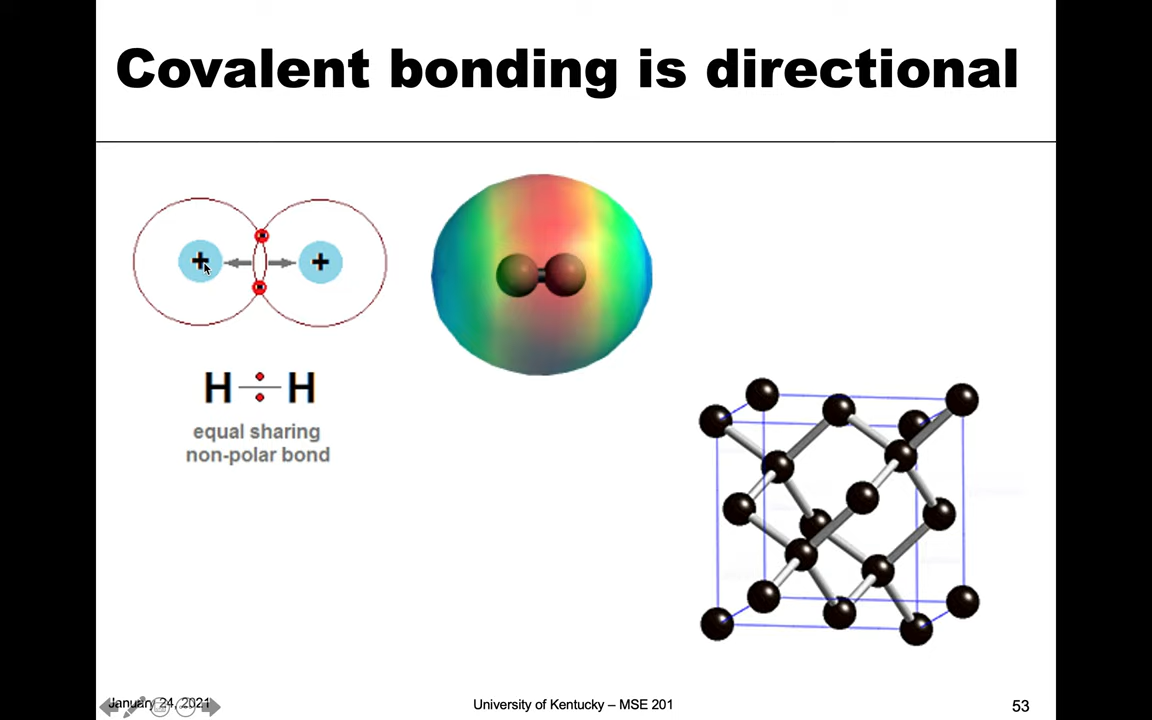 Covalent bonding is directional
+ +
H H
equal sharing
non-polar bond
January 24, 2021
University of Kentucky – MSE 201
53